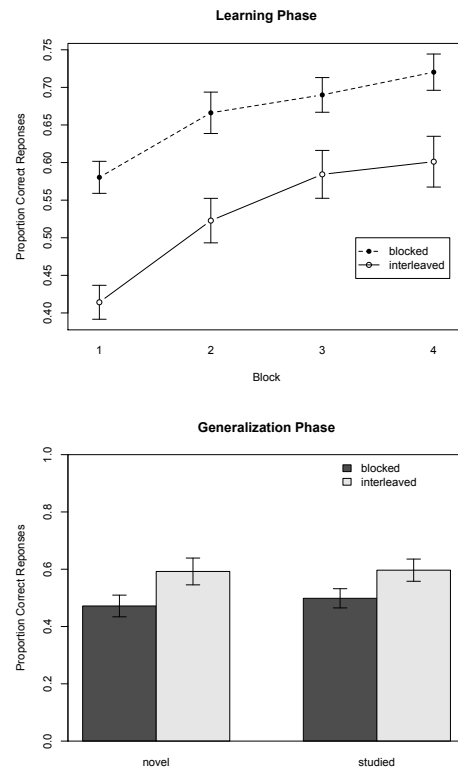 Learning Phase
Proportion Correct Reponses
0.40 0.45 0.50 0.55 0.60 0.65 0.70 0.75
blocked
interleaved
1 2 3 4
Block
Generalization Phase
Proportion Correct Reponses
0.0 0.2 0.4 0.6 0.8 1.0
blocked
interleaved
novel studied